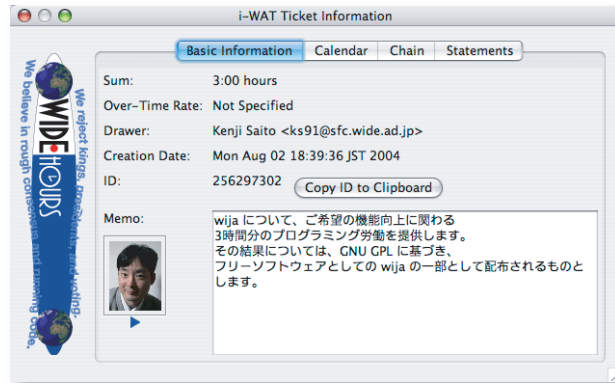 i-WAT Ticket Information
Basic Information Calendar Chain Statements
Sum: 3:00 hours
Over-Time Rate: Not Specified
Drawer: Kenji Saito <ks91@sfc.wide.ad.jp>
Creation Date: Mon Aug 02 18:39:36 JST 2004
ID: 256297302 Copy ID to Clipboard
Memo:
wija について、ご希望の機能向上に関わる
3時間分のプログラミング労働を提供します。
その結果については、GNU GPL に基づき、
フリーソフトウェアとしての wija の一部として配布されるものと
します。
WIDE HOURS
We reject kings, presidents, and voting.
We believe in rough consensus and running code.